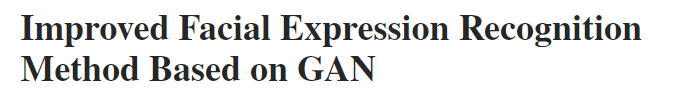 Improved Facial Expression Recognition
Method Based on GAN